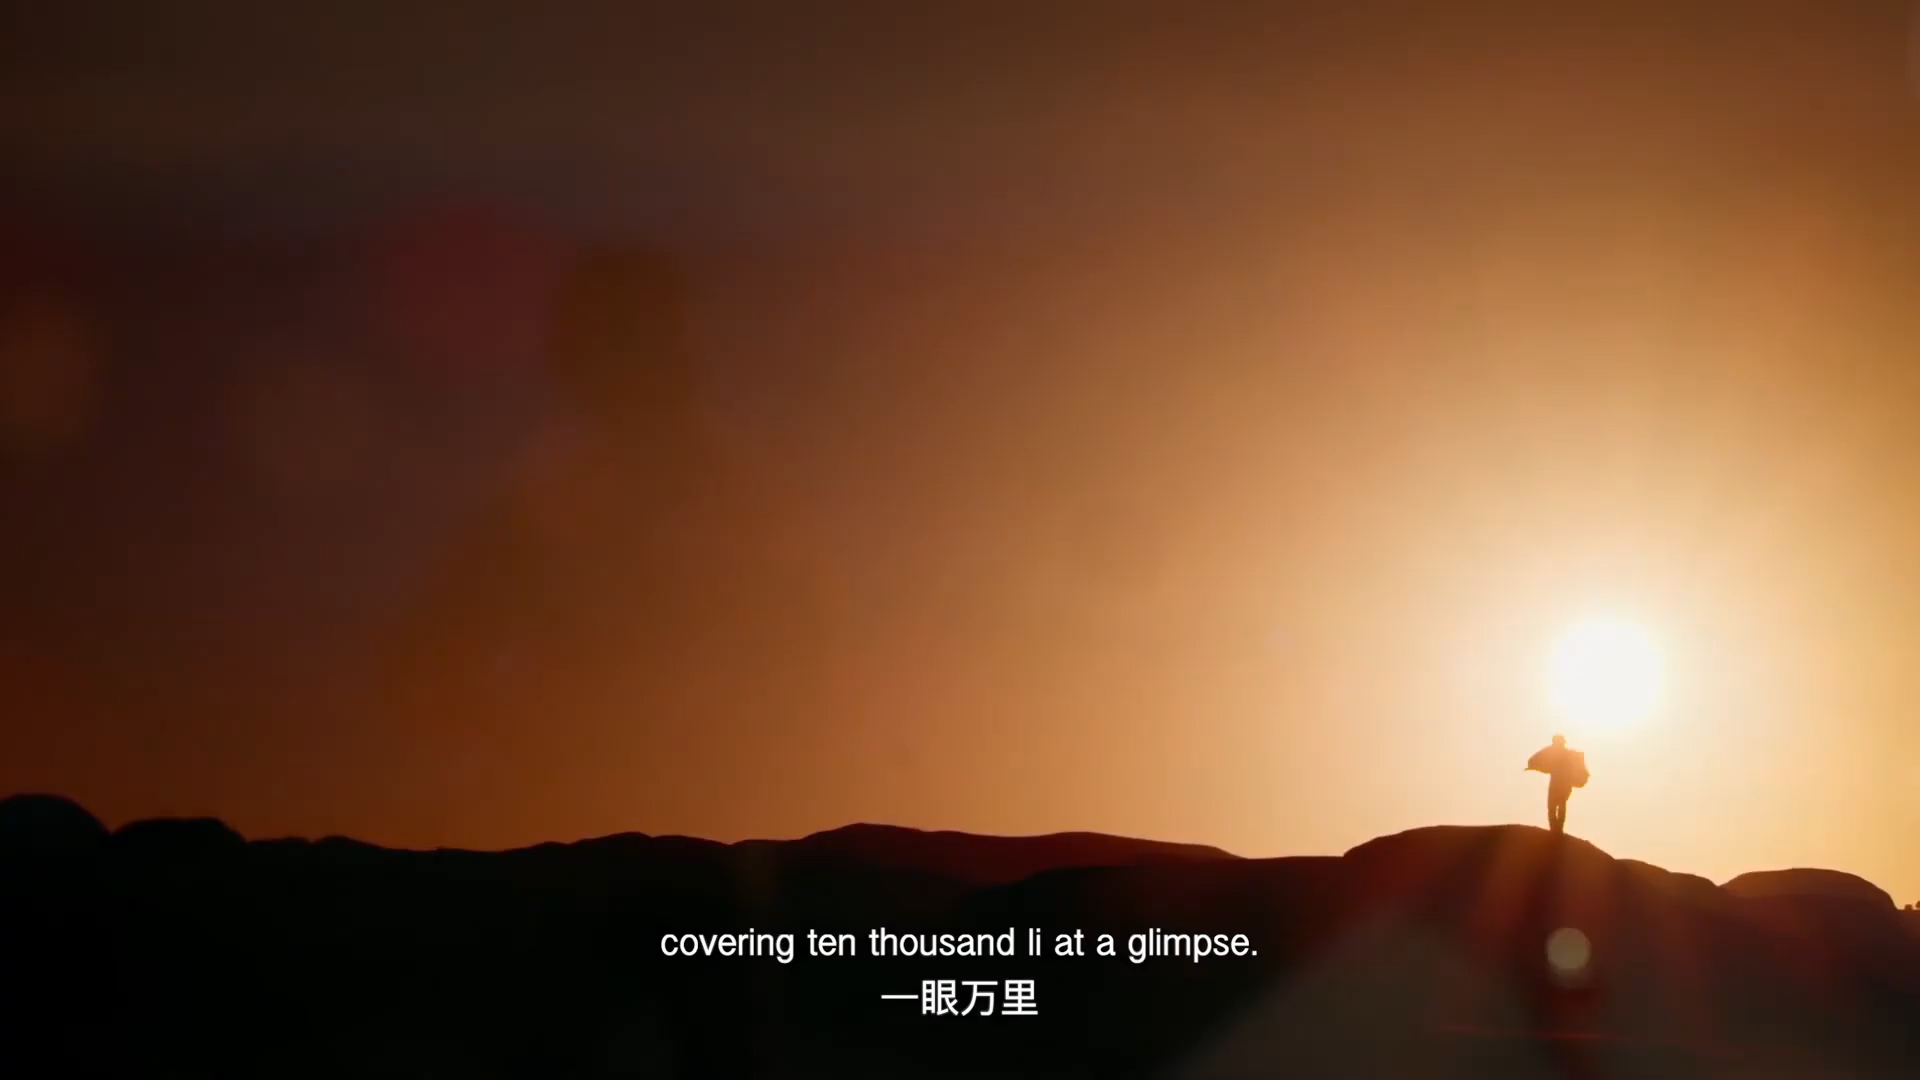 covering ten thousand li at a glimpse.
一眼万里